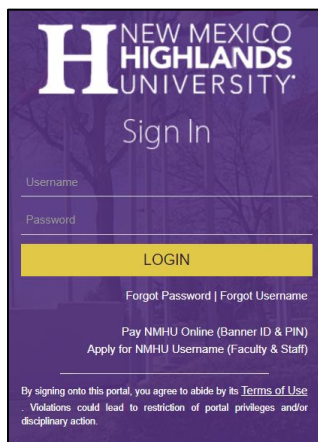 H NEW MEXICO
HIGHLANDS
UNIVERSITY
Sign In
Username
Password
LOGIN
Forgot Password | Forgot Username
Pay NMHU Online (Banner ID & PIN)
Apply for NMHU Username (Faculty & Staff)
By signing onto this portal, you agree to abide by its Terms of Use
. Violations could lead to restriction of portal privileges and/or
disciplinary action.